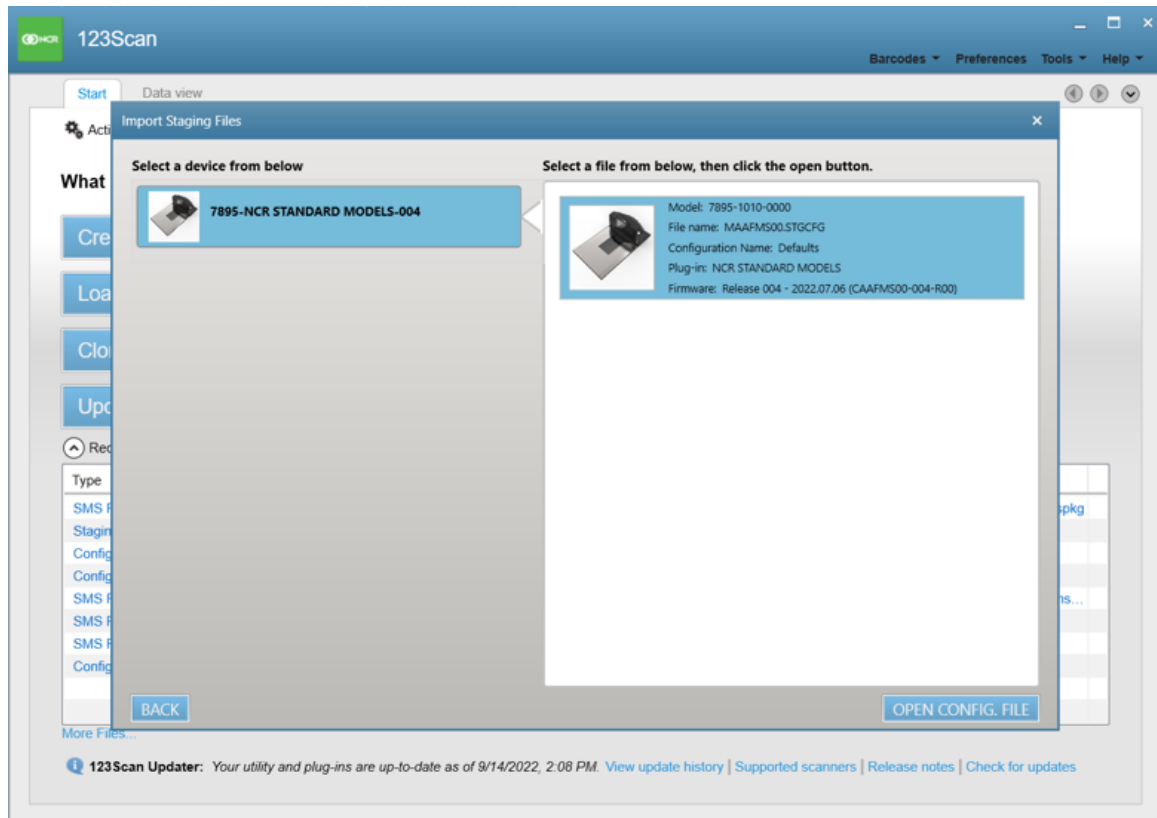 NCR
123Scan
Barcodes Preferences Tools Help
Start Data view
Acti
Import Staging Files
What
Select a device from below
Select a file from below, then click the open button.
7895-NCR STANDARD MODELS-004
Model: 7895-1010-0000
File name: MAAFMS00.STGCFG
Configuration Name: Defaults
Plug-in: NCR STANDARD MODELS
Firmware: Release 004 - 2022.07.06 (CAAFMS00-004-R00)
Cre
Loa
Clo
Upd
Rec
Type
SMS F
spkg
Stagin
Config
Config
SMS F
ns...
SMS F
SMS F
Config
BACK
OPEN CONFIG. FILE
More Files...
123Scan Updater: Your utility and plug-ins are up-to-date as of 9/14/2022, 2:08 PM. View update history | Supported scanners | Release notes | Check for updates